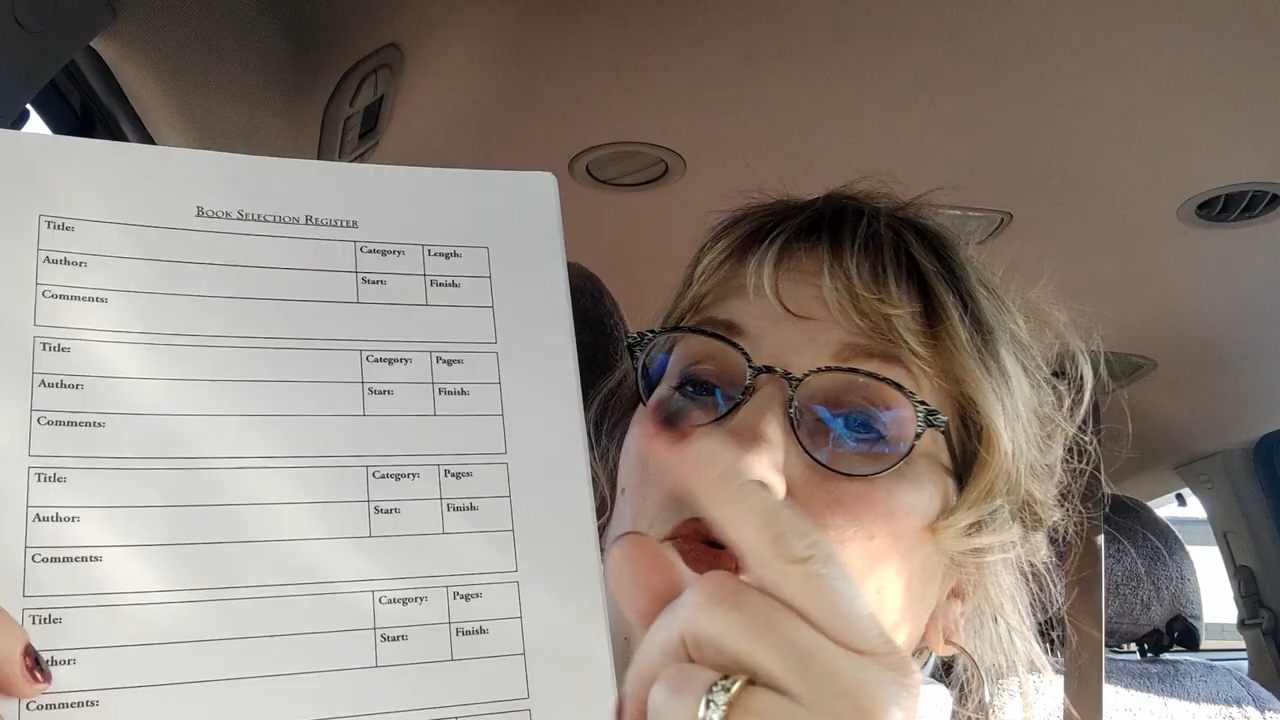 BOOK SELECTION REGISTER
Title:
Category: Length:
Author:
Start: Finish:
Comments:
Title:
Category: Pages:
Author:
Start: Finish:
Comments:
Title:
Category: Pages:
Author:
Start: Finish:
Comments:
Title:
Category: Pages:
thor:
Start: Finish:
Comments: